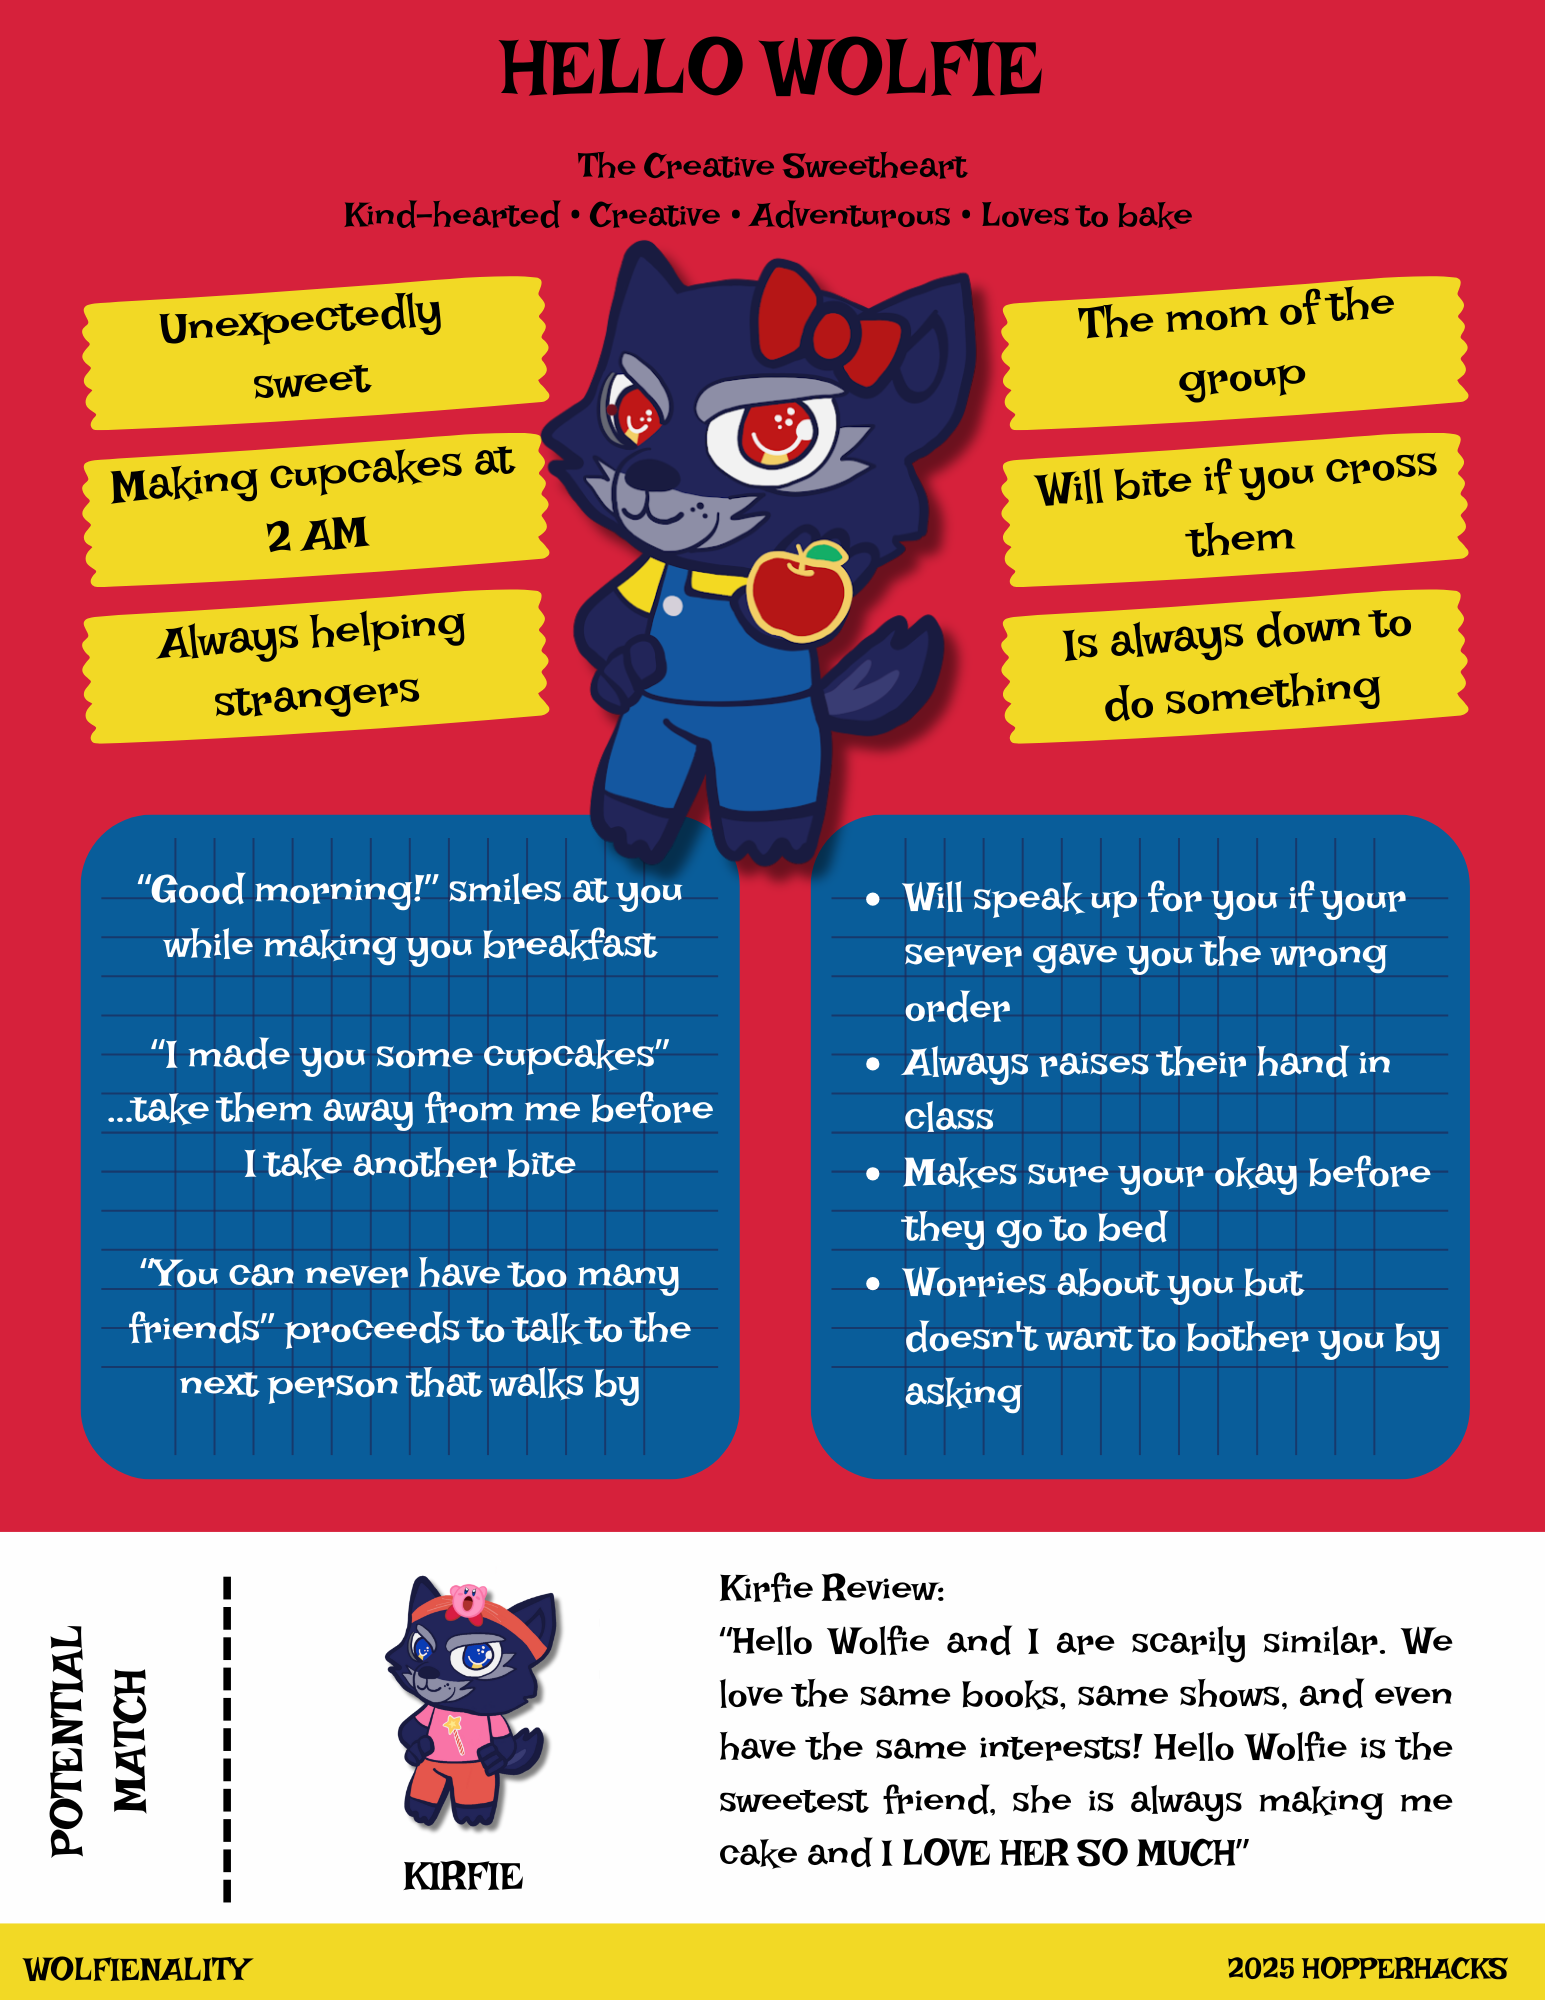 HELLO WOLFIE
The Creative Sweetheart
Kind-hearted • Creative • Adventurous • Loves to bake
Unexpectedly
sweet
Making cupcakes at
2 AM
Always helping
strangers
The mom of the
group
Will bite if you cross
them
Is always down to
do something
“Good morning!” smiles at you
while making you breakfast
“I made you some cupcakes”
...take them away from me before
I take another bite
“You can never have too many
friends” proceeds to talk to the
next person that walks by
• Will speak up for you if your
server gave you the wrong
order
• Always raises their hand in
class
• Makes sure your okay before
they go to bed
• Worries about you but
doesn't want to bother you by
asking
POTENTIAL
MATCH
KIRFIE
Kirfie Review:
“Hello Wolfie and I are scarily similar. We
love the same books, same shows, and even
have the same interests! Hello Wolfie is the
sweetest friend, she is always making me
cake and I LOVE HER SO MUCH”
WOLFIENALITY
2025 HOPPERHACKS